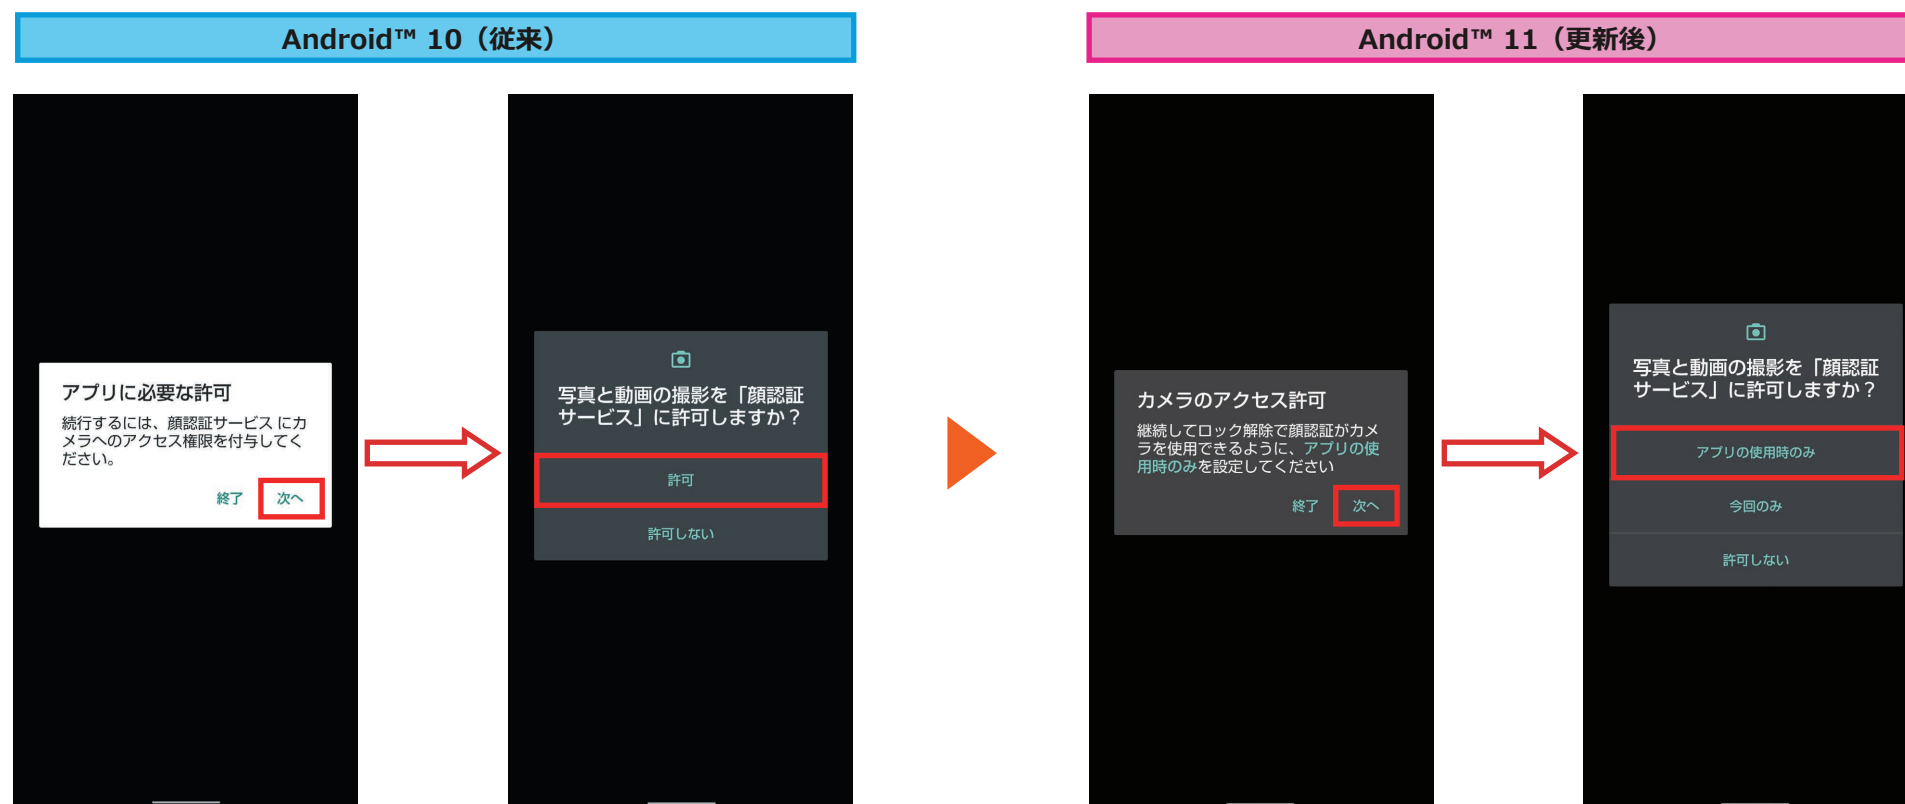 Android™ 10（従来）
アプリに必要な許可
続行するには、顔認証サービス にカ
メラへのアクセス権限を付与してく
ださい。
終了 次へ
写真と動画の撮影を「顔認証
サービス」に許可しますか？
許可
許可しない
Android™ 11（更新後）
カメラのアクセス許可
継続してロック解除で顔認証がカメ
ラを使用できるように、アプリの使
用時のみを設定してください
終了 次へ
写真と動画の撮影を「顔認証
サービス」に許可しますか？
アプリの使用時のみ
今回のみ
許可しない